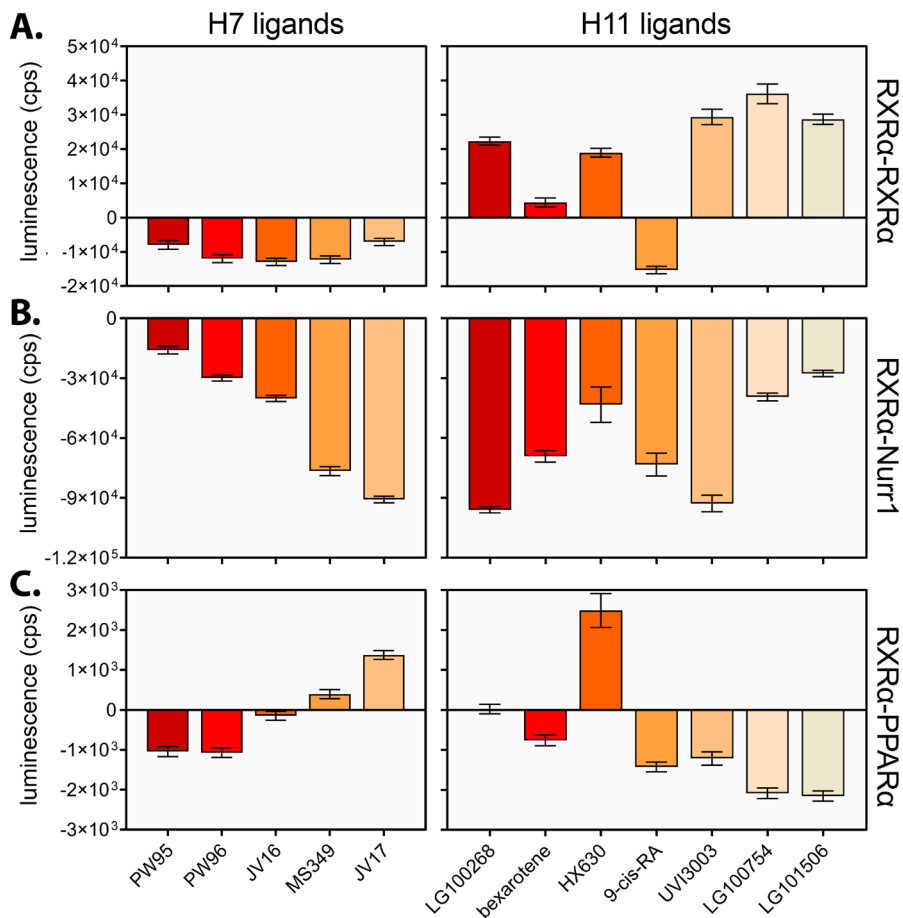 A.
H7 ligands
H11 ligands
luminescence (cps)
5×10⁴
4×10⁴
3×10⁴
2×10⁴
1×10⁴
0
-1×10⁴
-2×10⁴
RXRα-RXRα
B.
luminescence (cps)
0
-3×10⁴
-6×10⁴
-9×10⁴
-1.2×10⁵
RXRα-Nurr1
C.
luminescence (cps)
3×10³
2×10³
1×10³
0
-1×10³
-2×10³
-3×10³
RXRα-PPARα
PW95
PW96
JV16
MS349
JV17
LG100268
bexarotene
HX630
9-cis-RA
UVI3003
LG100754
LG101506